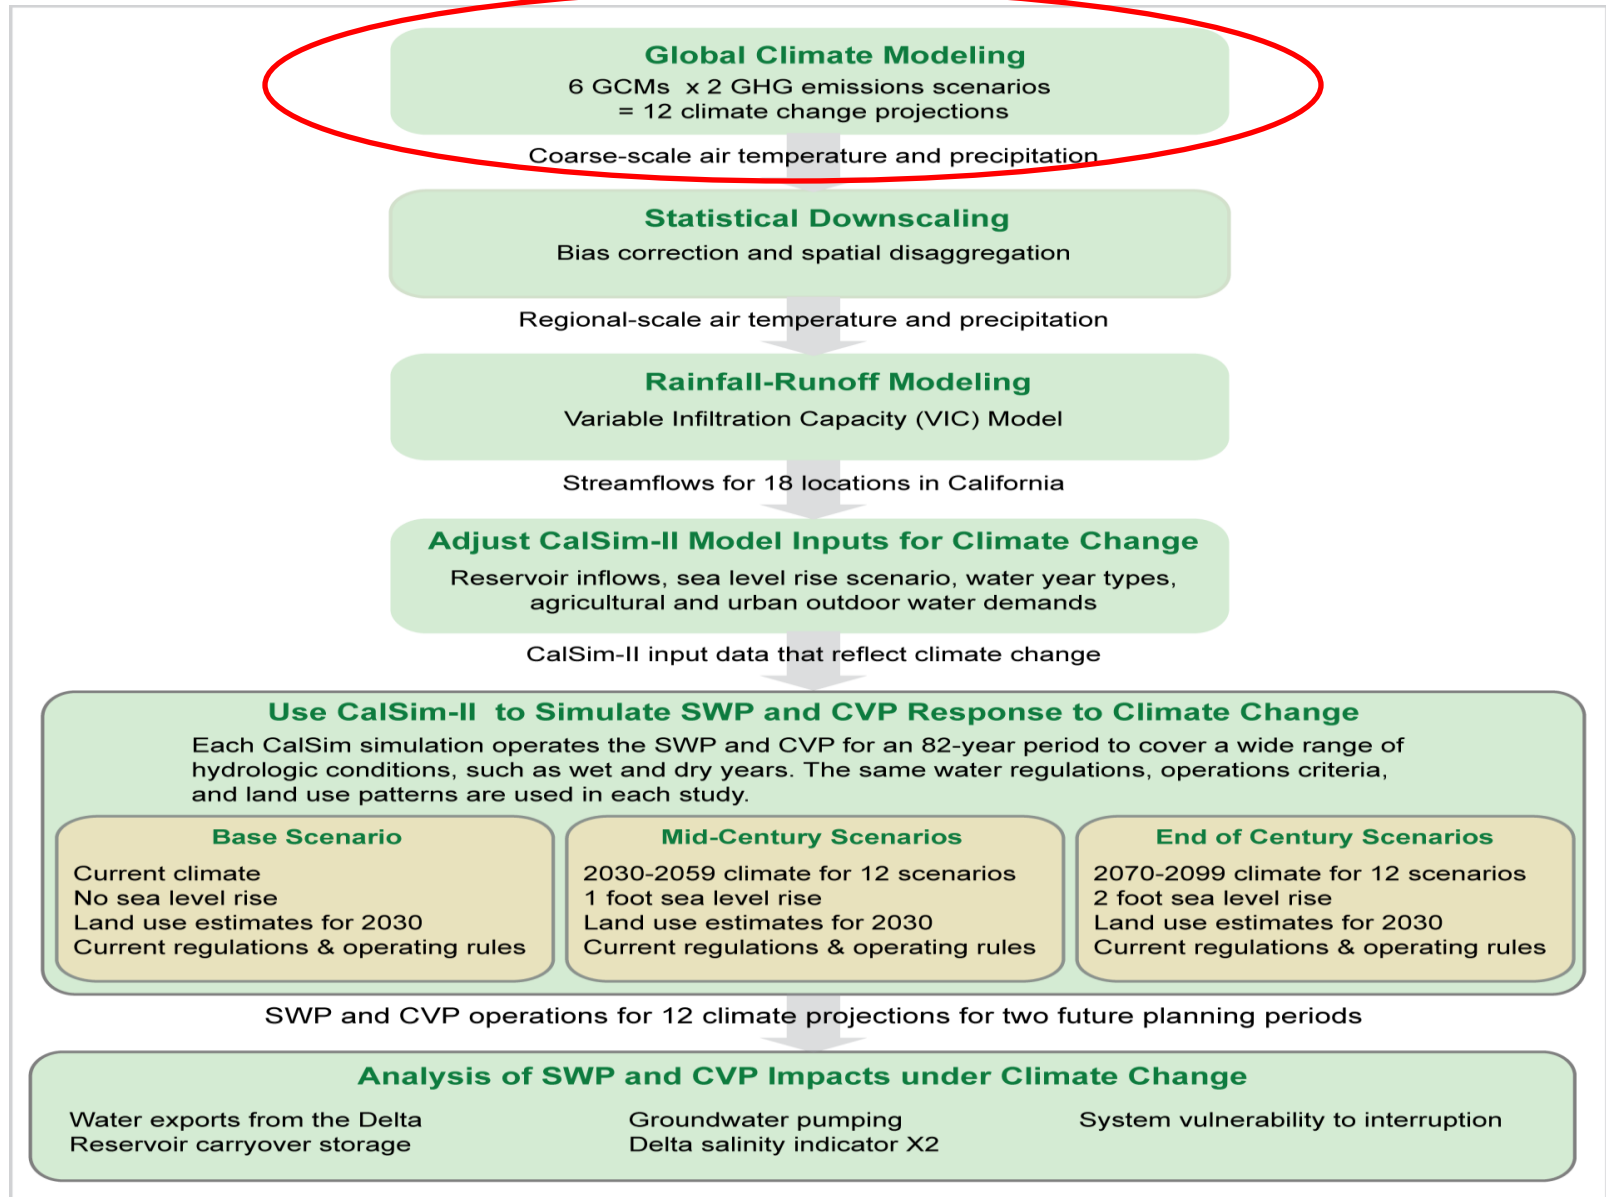 Global Climate Modeling
6 GCMs x 2 GHG emissions scenarios
= 12 climate change projections
Coarse-scale air temperature and precipitation
Statistical Downscaling
Bias correction and spatial disaggregation
Regional-scale air temperature and precipitation
Rainfall-Runoff Modeling
Variable Infiltration Capacity (VIC) Model
Streamflows for 18 locations in California
Adjust CalSim-II Model Inputs for Climate Change
Reservoir inflows, sea level rise scenario, water year types,
agricultural and urban outdoor water demands
CalSim-II input data that reflect climate change
Use CalSim-II to Simulate SWP and CVP Response to Climate Change
Each CalSim simulation operates the SWP and CVP for an 82-year period to cover a wide range of
hydrologic conditions, such as wet and dry years. The same water regulations, operations criteria,
and land use patterns are used in each study.
Base Scenario
Current climate
No sea level rise
Land use estimates for 2030
Current regulations & operating rules
Mid-Century Scenarios
2030-2059 climate for 12 scenarios
1 foot sea level rise
Land use estimates for 2030
Current regulations & operating rules
End of Century Scenarios
2070-2099 climate for 12 scenarios
2 foot sea level rise
Land use estimates for 2030
Current regulations & operating rules
SWP and CVP operations for 12 climate projections for two future planning periods
Analysis of SWP and CVP Impacts under Climate Change
Water exports from the Delta
Reservoir carryover storage
Groundwater pumping
Delta salinity indicator X2
System vulnerability to interruption